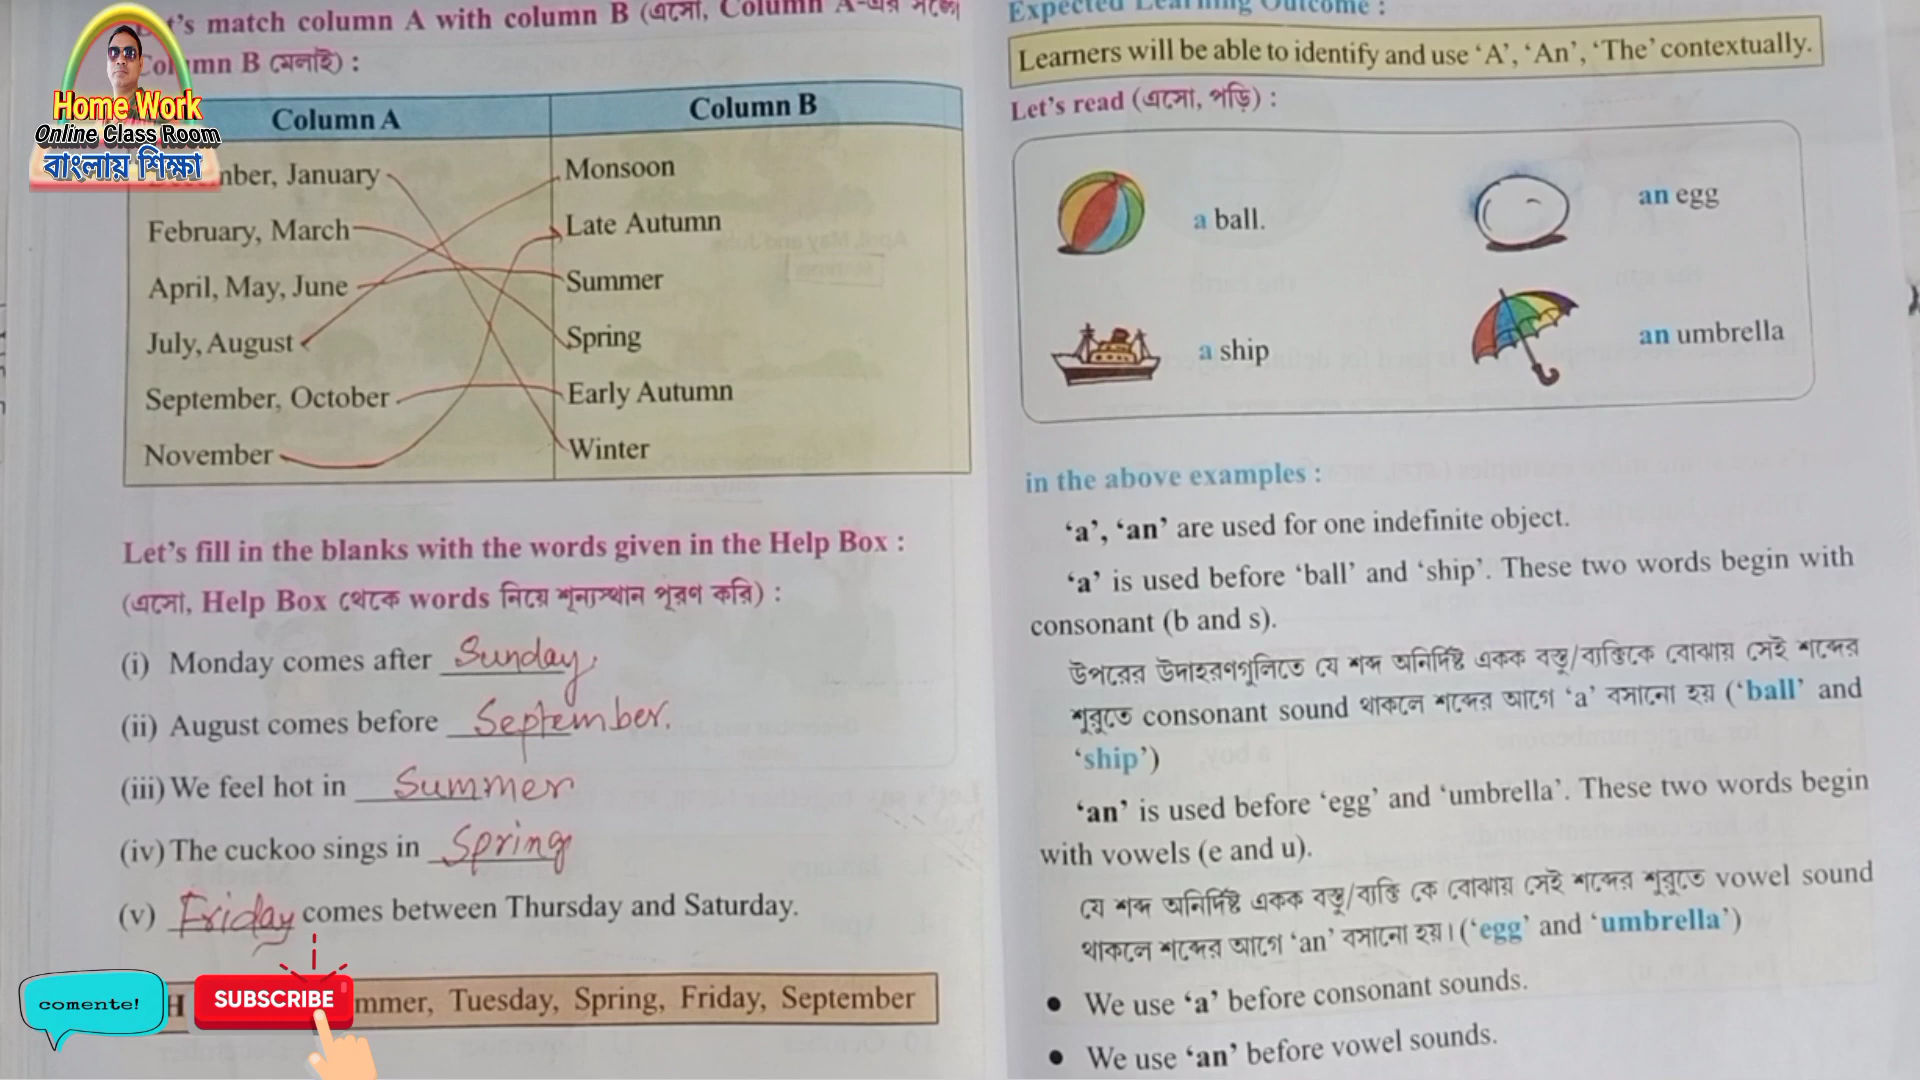 Home Work
Online Class Room
বাংলায় শিক্ষা
's match column A with column B (এসো, Column A-এর সঙ্গে
Column B মেলাই) :
Column A
Column B
January
Monsoon
February, March
Late Autumn
April, May, June
Summer
July, August
Spring
September, October
Early Autumn
November
Winter
Let's fill in the blanks with the words given in the Help Box :
(এসো, Help Box থেকে words নিয়ে শূন্যস্থান পূরণ করি) :
(i) Monday comes after Sunday.
(ii) August comes before September.
(iii) We feel hot in Summer
(iv) The cuckoo sings in Spring
(v) Friday comes between Thursday and Saturday.
Tuesday, Spring, Friday, September
comente!
SUBSCRIBE
Expected Learning Outcome :
Learners will be able to identify and use 'A', 'An', 'The' contextually.
Let's read (এসো, পড়ি) :
a ball.
an egg
a ship
an umbrella
in the above examples :
'a', 'an' are used for one indefinite object.
'a' is used before 'ball' and 'ship'. These two words begin with
consonant (b and s).
উপরের উদাহরণগুলিতে যে শব্দ অনির্দিষ্ট একক বস্তু/ব্যক্তিকে বোঝায় সেই শব্দের
শুরুতে consonant sound থাকলে শব্দের আগে 'a' বসানো হয় ('ball' and
'ship')
'an' is used before 'egg' and 'umbrella'. These two words begin
with vowels (e and u).
যে শব্দ অনির্দিষ্ট একক বস্তু/ব্যক্তি কে বোঝায় সেই শব্দের শুরুতে vowel sound
থাকলে শব্দের আগে 'an' বসানো হয়। ('egg' and 'umbrella')
• We use 'a' before consonant sounds.
• We use 'an' before vowel sounds.